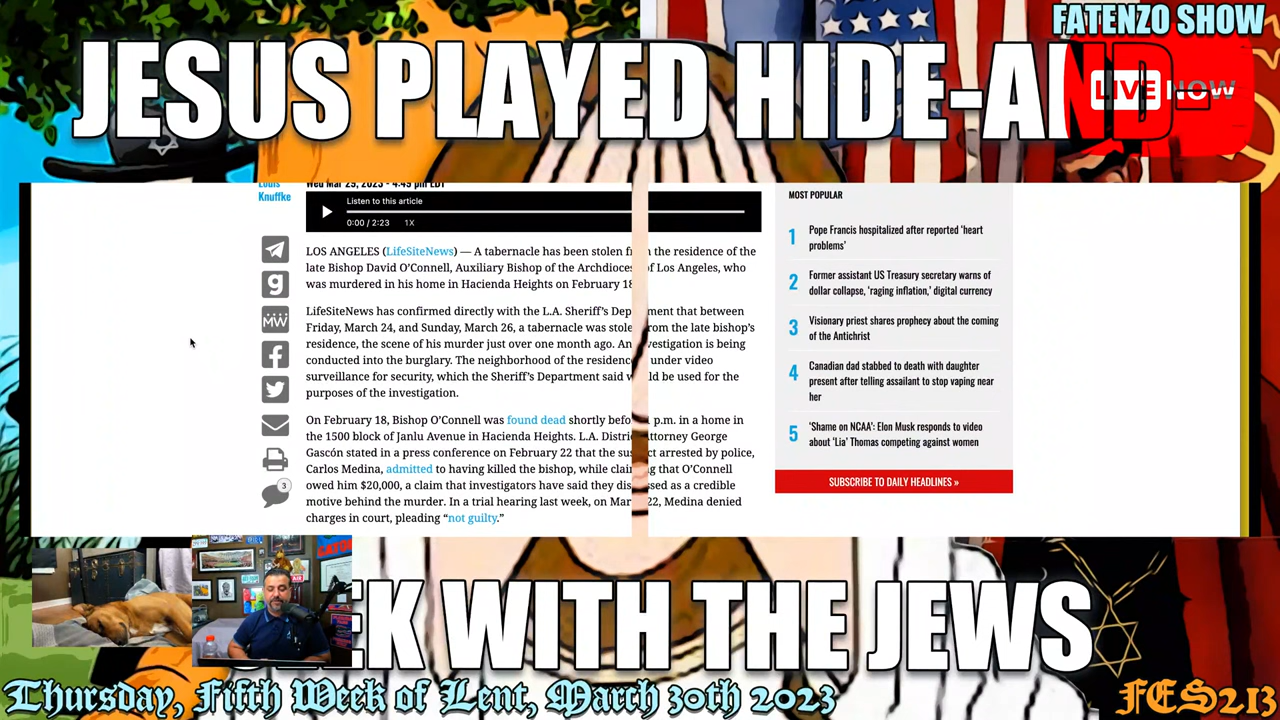 FATENZO SHOW
JESUS PLAYED HIDE-AND-
LIVE NOW
Louis
Knuffke
Wed Mar 29, 2023 - 4:45 pm EDT
Listen to this article
0:00 / 2:23 1X
LOS ANGELES (LifeSiteNews) — A tabernacle has been stolen fr m the residence of the
late Bishop David O’Connell, Auxiliary Bishop of the Archdioces of Los Angeles, who
was murdered in his home in Hacienda Heights on February 18
LifeSiteNews has confirmed directly with the L.A. Sheriff’s Dep ment that between
Friday, March 24, and Sunday, March 26, a tabernacle was stole rom the late bishop’s
residence, the scene of his murder just over one month ago. An vestigation is being
conducted into the burglary. The neighborhood of the residenc under video
surveillance for security, which the Sheriff’s Department said w ld be used for the
purposes of the investigation.
On February 18, Bishop O’Connell was found dead shortly befo p.m. in a home in
the 1500 block of Janlu Avenue in Hacienda Heights. L.A. Distri ttorney George
Gascón stated in a press conference on February 22 that the sus ct arrested by police,
Carlos Medina, admitted to having killed the bishop, while clai g that O’Connell
owed him $20,000, a claim that investigators have said they dis ssed as a credible
motive behind the murder. In a trial hearing last week, on Mar 22, Medina denied
charges in court, pleading “not guilty.”
3
MOST POPULAR
1 Pope Francis hospitalized after reported ‘heart
problems’
2 Former assistant US Treasury secretary warns of
dollar collapse, ‘raging inflation,’ digital currency
3 Visionary priest shares prophecy about the coming
of the Antichrist
4 Canadian dad stabbed to death with daughter
present after telling assailant to stop vaping near
her
5 ‘Shame on NCAA’: Elon Musk responds to video
about ‘Lia’ Thomas competing against women
SUBSCRIBE TO DAILY HEADLINES »
EK WITH THE JEWS
Thursday, Fifth Week of Lent, March 30th 2023
FES213